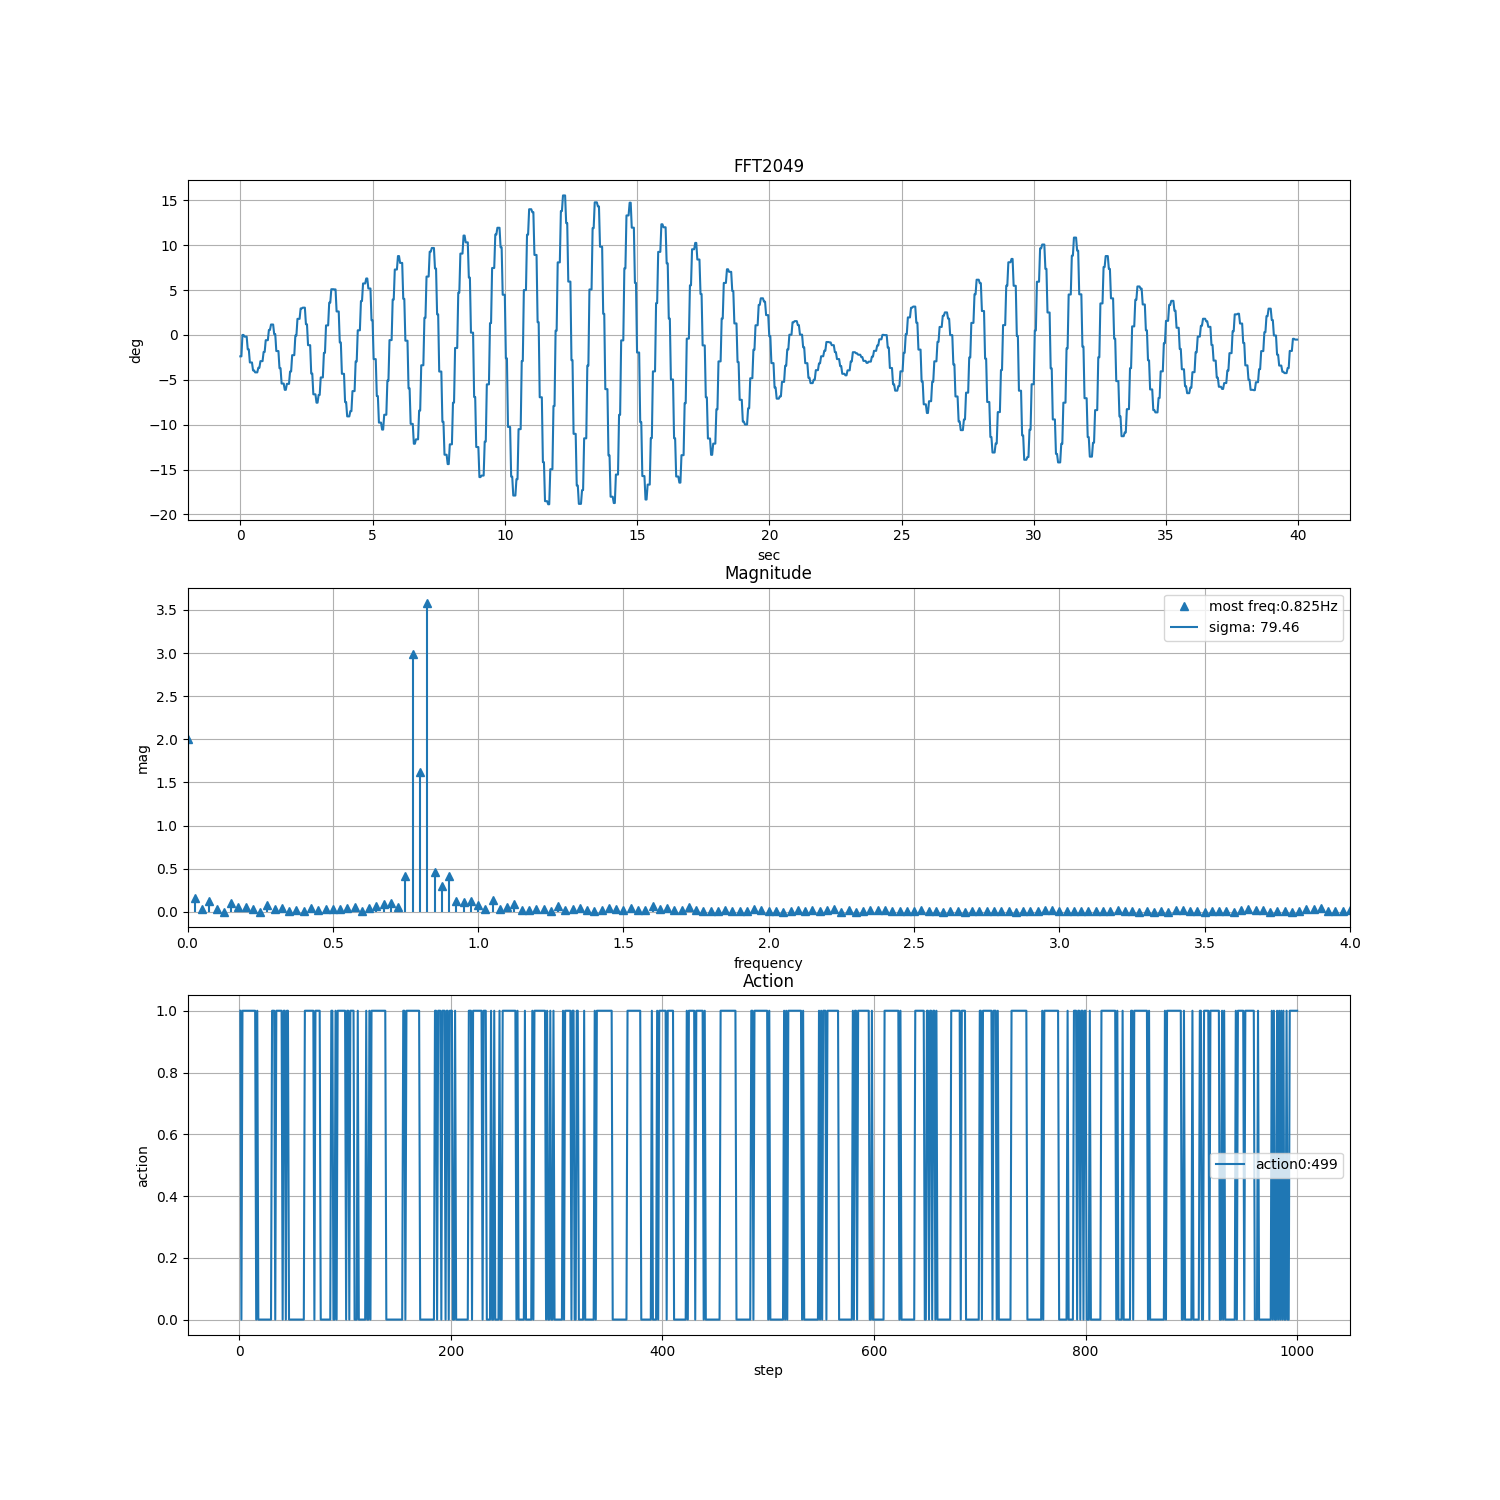 FFT2049
15
10
5
0
−5
−10
−15
−20
deg
0 5 10 15 20 25 30 35 40
sec
Magnitude
3.5
3.0
2.5
2.0
1.5
1.0
0.5
0.0
mag
most freq:0.825Hz
sigma: 79.46
0.0 0.5 1.0 1.5 2.0 2.5 3.0 3.5 4.0
frequency
Action
1.0
0.8
0.6
0.4
0.2
0.0
action
action0:499
0 200 400 600 800 1000
step